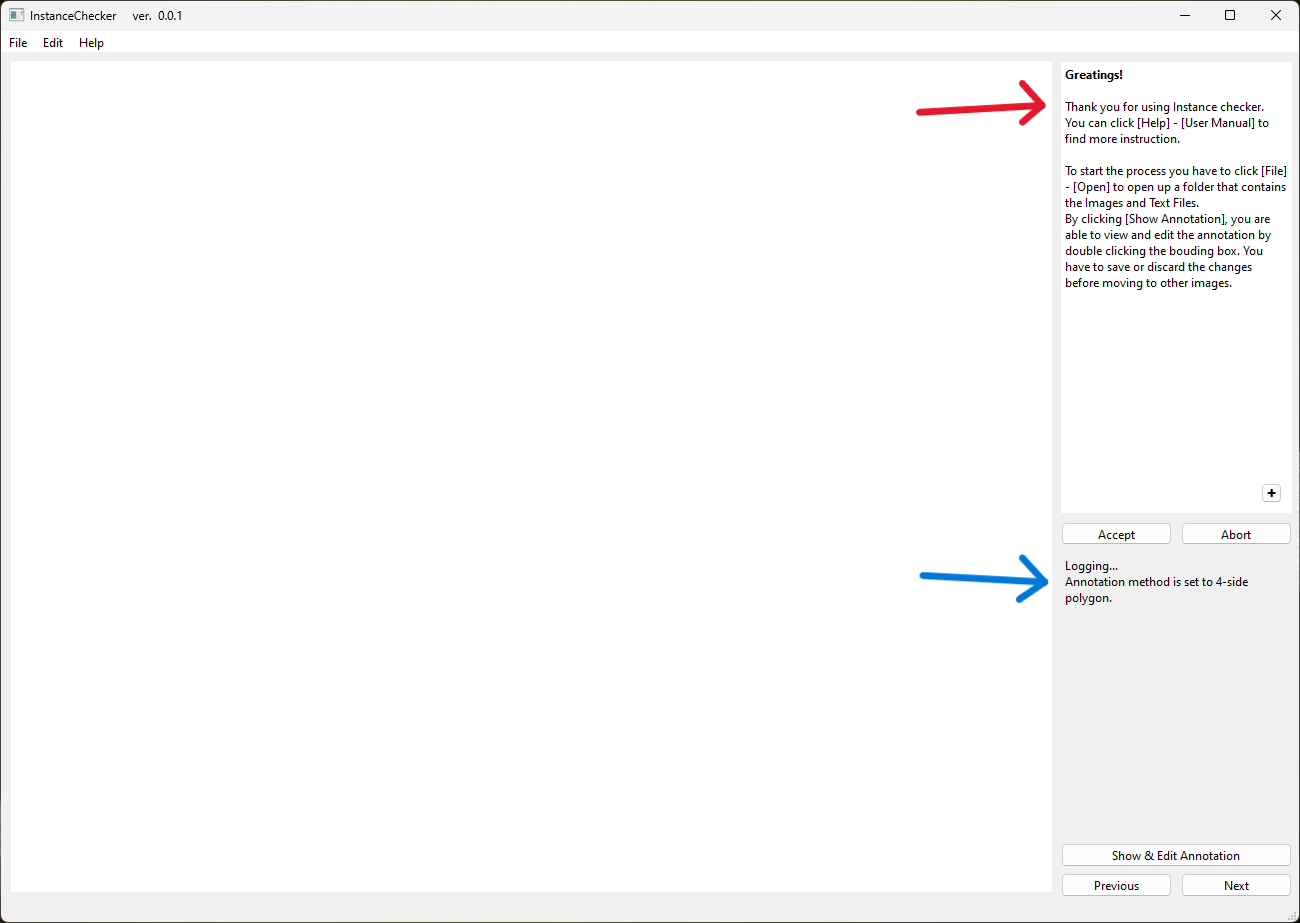 InstanceChecker ver. 0.0.1
File Edit Help
Greatings!
Thank you for using Instance checker.
You can click [Help] - [User Manual] to
find more instruction.
To start the process you have to click [File]
- [Open] to open up a folder that contains
the Images and Text Files.
By clicking [Show Annotation], you are
able to view and edit the annotation by
double clicking the bouding box. You
have to save or discard the changes
before moving to other images.
+
Accept Abort
Logging...
Annotation method is set to 4-side
polygon.
Show & Edit Annotation
Previous Next